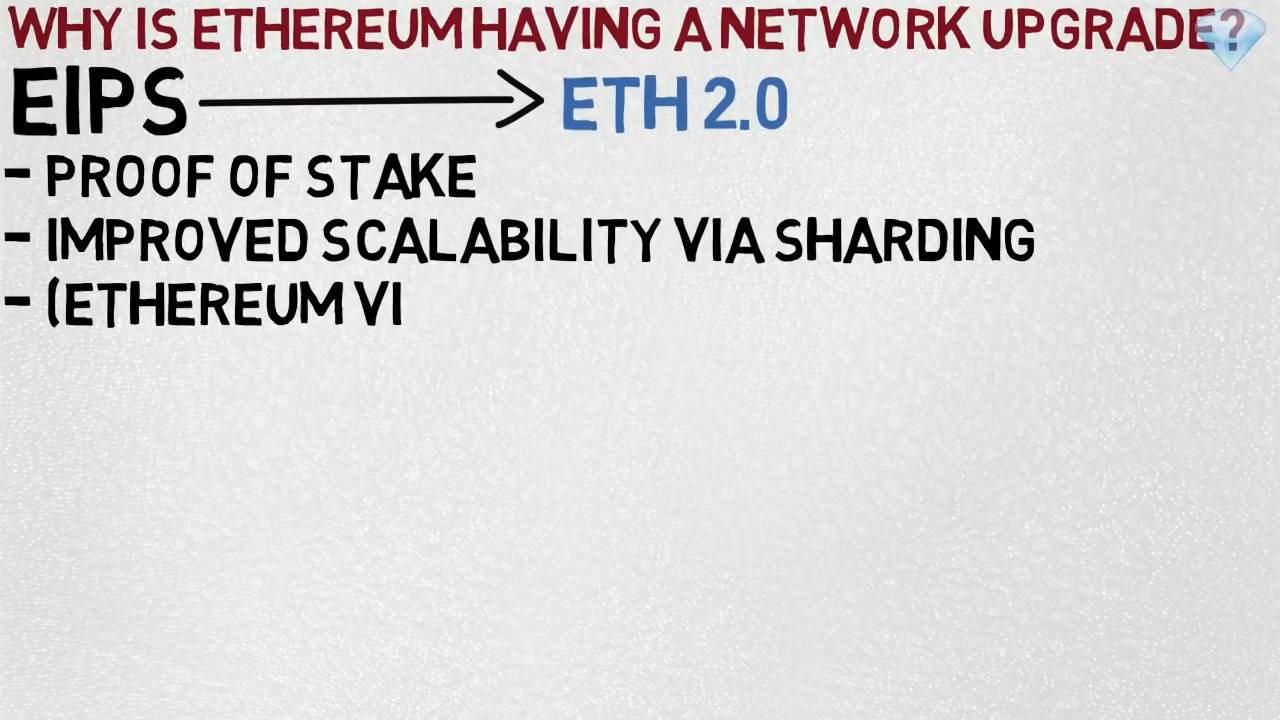 WHY IS ETHEREUM HAVING A NETWORK UPGRADE?
EIPS ETH 2.0
- PROOF OF STAKE
- IMPROVED SCALABILITY VIA SHARDING
- (ETHEREUM VI